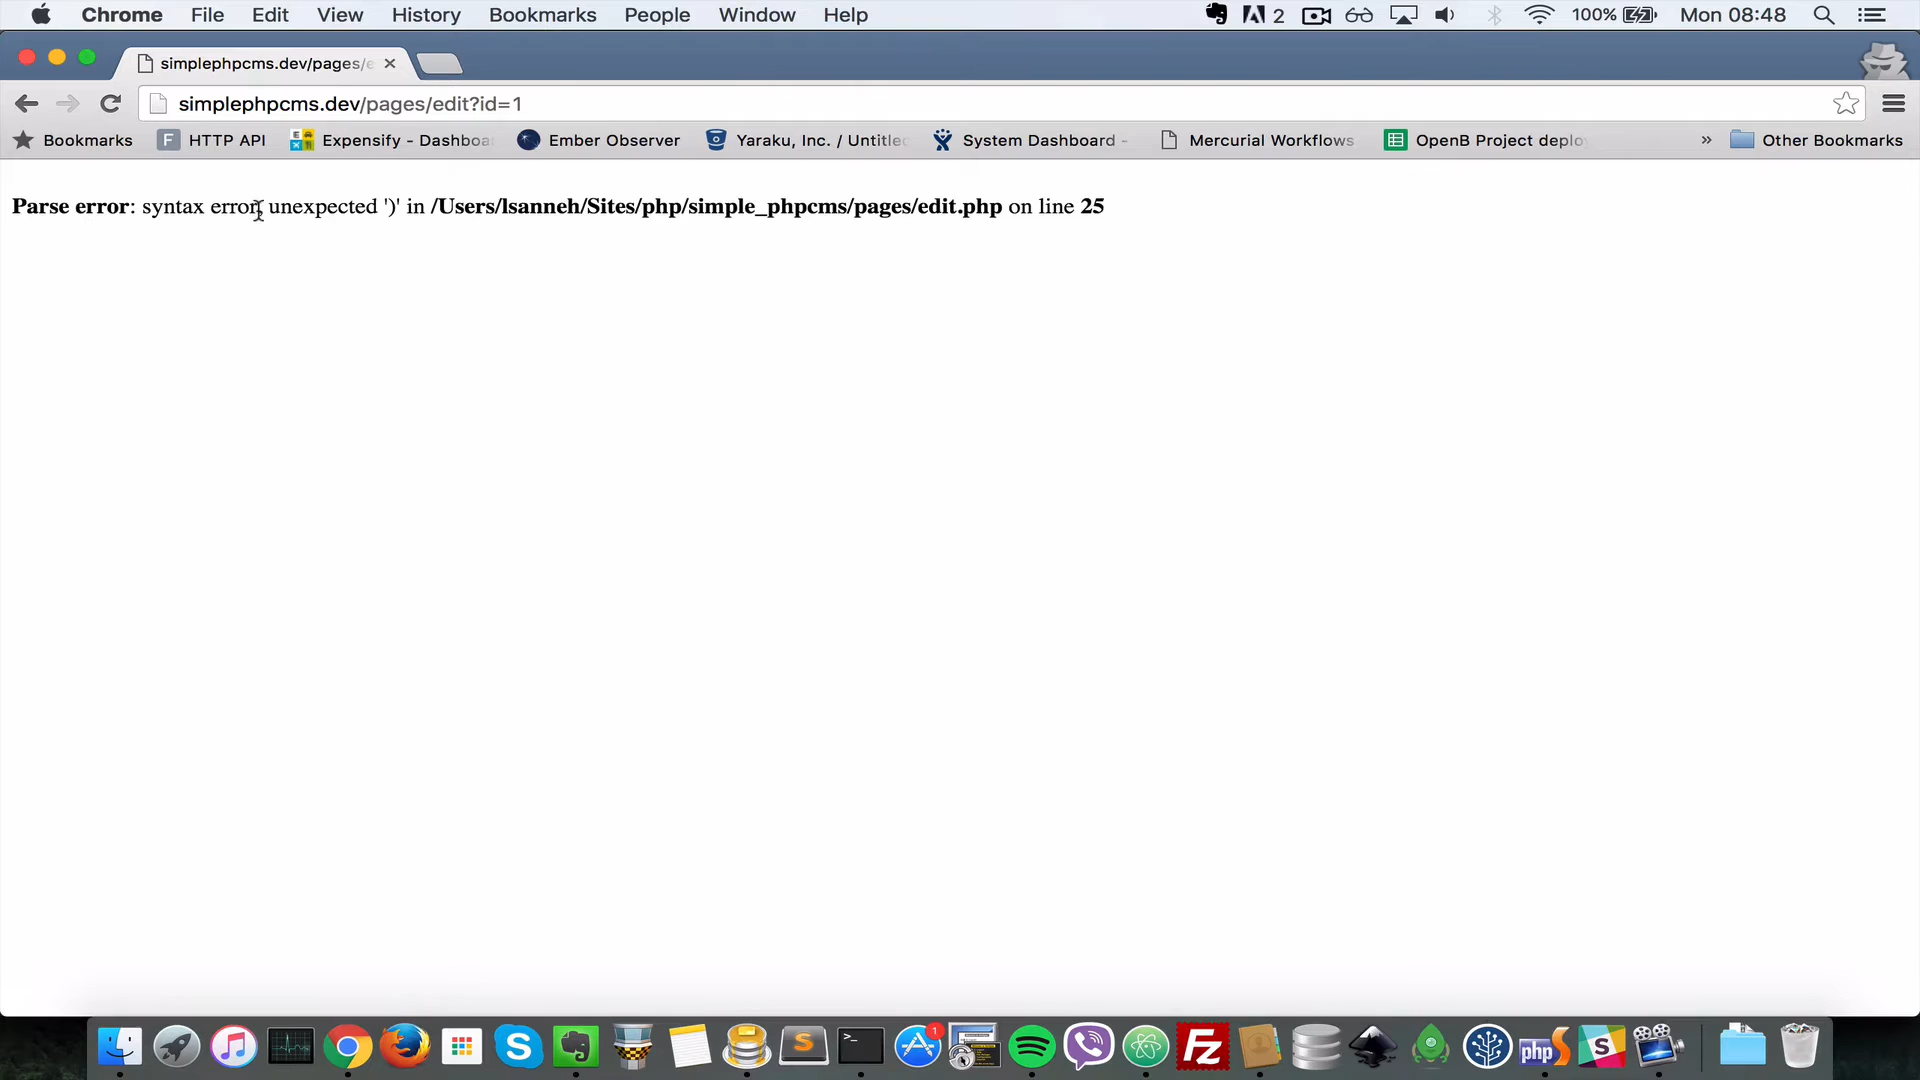 Chrome File Edit View History Bookmarks People Window Help 2 100% Mon 08:48
simplephpcms.dev/pages/e
simplephpcms.dev/pages/edit?id=1
Bookmarks F HTTP API Expensify - Dashboa Ember Observer Yaraku, Inc. / Untitle System Dashboard - Mercurial Workflows OpenB Project deplo » Other Bookmarks
Parse error: syntax error, unexpected ')' in /Users/lsanneh/Sites/php/simple_phpcms/pages/edit.php on line 25
S >_ 1 FZ php S